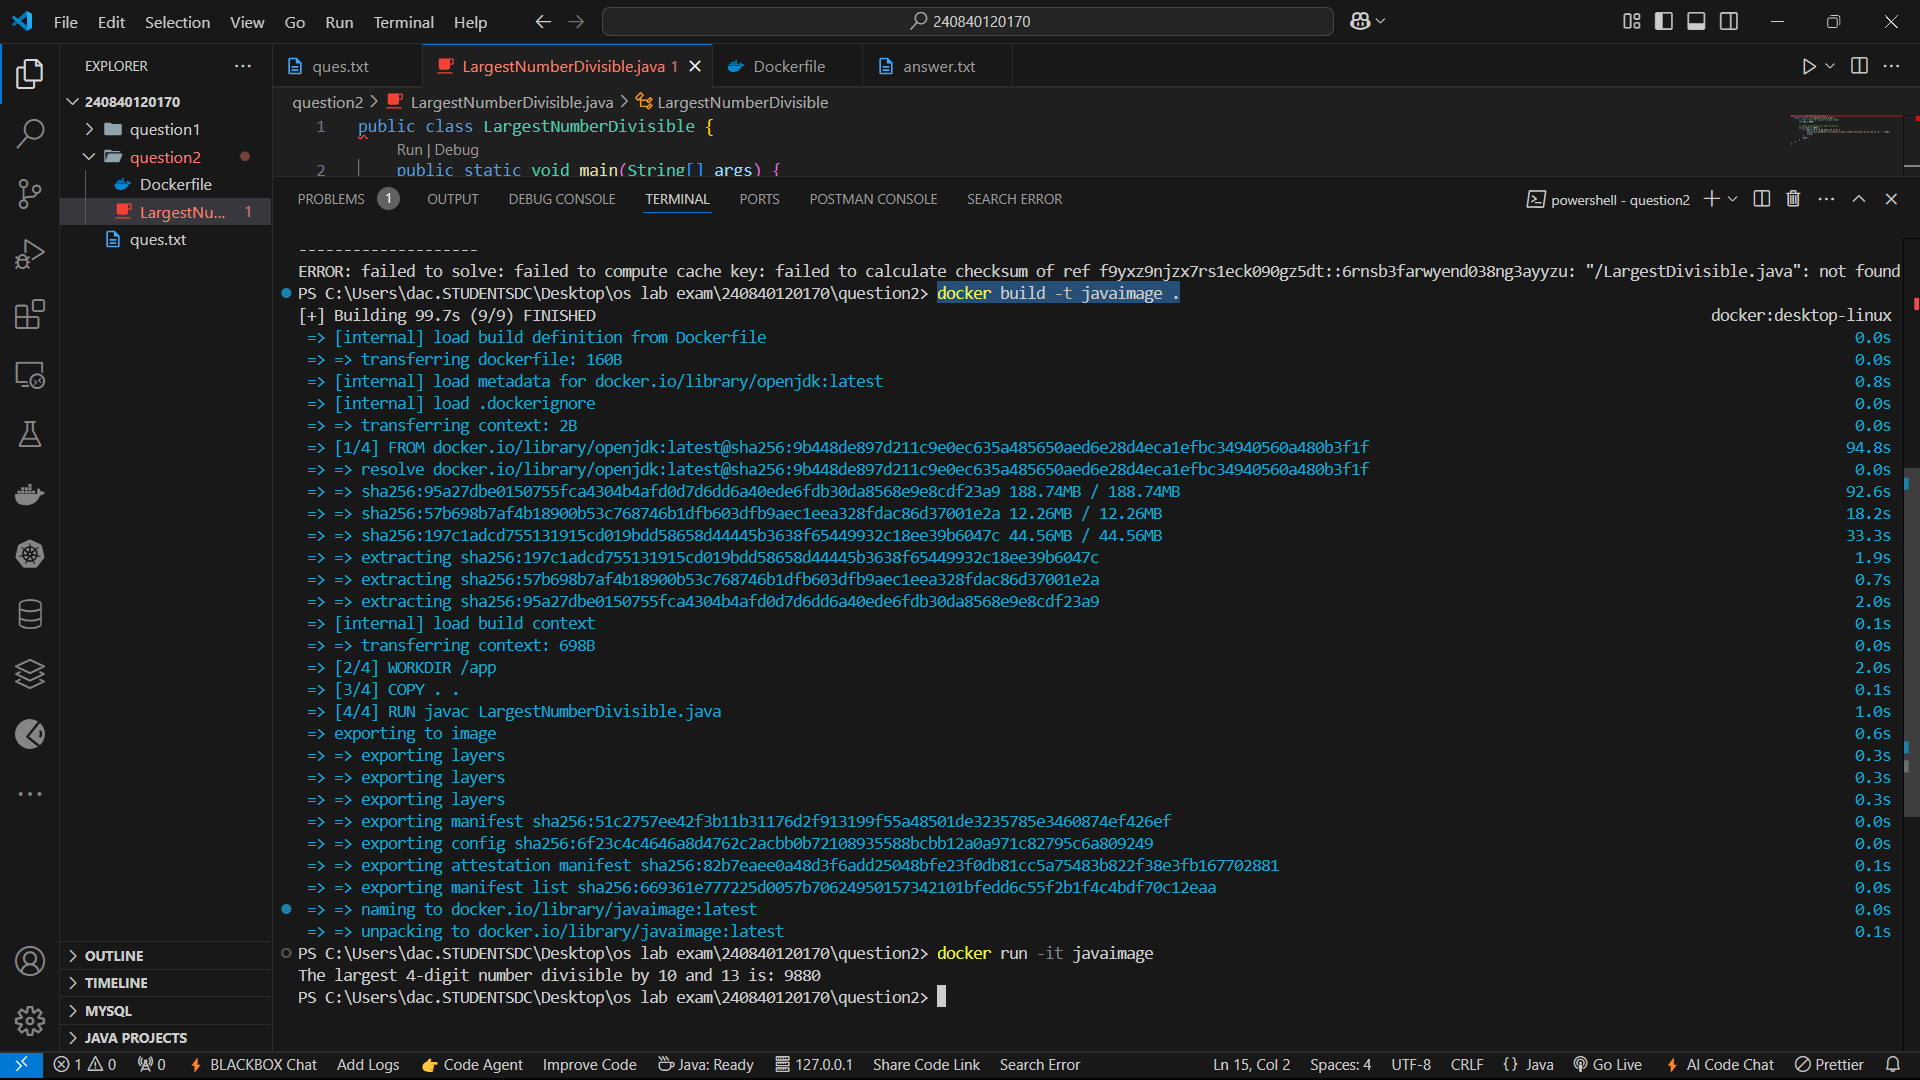 File Edit Selection View Go Run Terminal Help
240840120170
EXPLORER
240840120170
question1
question2
Dockerfile
LargestNu... 1
ques.txt
OUTLINE
TIMELINE
MYSQL
JAVA PROJECTS
ques.txt
LargestNumberDivisible.java 1
Dockerfile
answer.txt
question2 > LargestNumberDivisible.java > LargestNumberDivisible
1 public class LargestNumberDivisible {
Run | Debug
2 public static void main(String[] args) {
PROBLEMS 1 OUTPUT DEBUG CONSOLE TERMINAL PORTS POSTMAN CONSOLE SEARCH ERROR
powershell - question2
--------------------
ERROR: failed to solve: failed to compute cache key: failed to calculate checksum of ref f9yxz9njzx7rs1eck090gz5dt::6rnsb3farwyend038ng3ayyzu: "/LargestDivisible.java": not found
PS C:\Users\dac.STUDENTSDC\Desktop\os lab exam\240840120170\question2> docker build -t javaimage .
[+] Building 99.7s (9/9) FINISHED docker:desktop-linux
=> [internal] load build definition from Dockerfile 0.0s
=> => transferring dockerfile: 160B 0.0s
=> [internal] load metadata for docker.io/library/openjdk:latest 0.8s
=> [internal] load .dockerignore 0.0s
=> => transferring context: 2B 0.0s
=> [1/4] FROM docker.io/library/openjdk:latest@sha256:9b448de897d211c9e0ec635a485650aed6e28d4eca1efbc34940560a480b3f1f 94.8s
=> => resolve docker.io/library/openjdk:latest@sha256:9b448de897d211c9e0ec635a485650aed6e28d4eca1efbc34940560a480b3f1f 0.0s
=> => sha256:95a27dbe0150755fca4304b4afd0d7d6dd6a40ede6fdb30da8568e9e8cdf23a9 188.74MB / 188.74MB 92.6s
=> => sha256:57b698b7af4b18900b53c768746b1dfb603dfb9aec1eea328fdac86d37001e2a 12.26MB / 12.26MB 18.2s
=> => sha256:197c1adcd755131915cd019bdd58658d44445b3638f65449932c18ee39b6047c 44.56MB / 44.56MB 33.3s
=> => extracting sha256:197c1adcd755131915cd019bdd58658d44445b3638f65449932c18ee39b6047c 1.9s
=> => extracting sha256:57b698b7af4b18900b53c768746b1dfb603dfb9aec1eea328fdac86d37001e2a 0.7s
=> => extracting sha256:95a27dbe0150755fca4304b4afd0d7d6dd6a40ede6fdb30da8568e9e8cdf23a9 2.0s
=> [internal] load build context 0.1s
=> => transferring context: 698B 0.0s
=> [2/4] WORKDIR /app 2.0s
=> [3/4] COPY . . 0.1s
=> [4/4] RUN javac LargestNumberDivisible.java 1.0s
=> exporting to image 0.6s
=> => exporting layers 0.3s
=> => exporting layers 0.3s
=> => exporting layers 0.3s
=> => exporting manifest sha256:51c2757ee42f3b11b31176d2f913199f55a48501de3235785e3460874ef426ef 0.0s
=> => exporting config sha256:6f23c4c4646a8d4762c2acbb0b72108935588bcbb12a0a971c82795c6a809249 0.0s
=> => exporting attestation manifest sha256:82b7eaee0a48d3f6add25048bfe23f0db81cc5a75483b822f38e3fb167702881 0.1s
=> => exporting manifest list sha256:669361e777225d0057b70624950157342101bfedd6c55f2b1f4c4bdf70c12eaa 0.0s
=> => naming to docker.io/library/javaimage:latest 0.0s
=> => unpacking to docker.io/library/javaimage:latest 0.1s
PS C:\Users\dac.STUDENTSDC\Desktop\os lab exam\240840120170\question2> docker run -it javaimage
The largest 4-digit number divisible by 10 and 13 is: 9880
PS C:\Users\dac.STUDENTSDC\Desktop\os lab exam\240840120170\question2>
1 0 0 BLACKBOX Chat Add Logs Code Agent Improve Code Java: Ready 127.0.0.1 Share Code Link Search Error Ln 15, Col 2 Spaces: 4 UTF-8 CRLF {} Java Go Live AI Code Chat Prettier